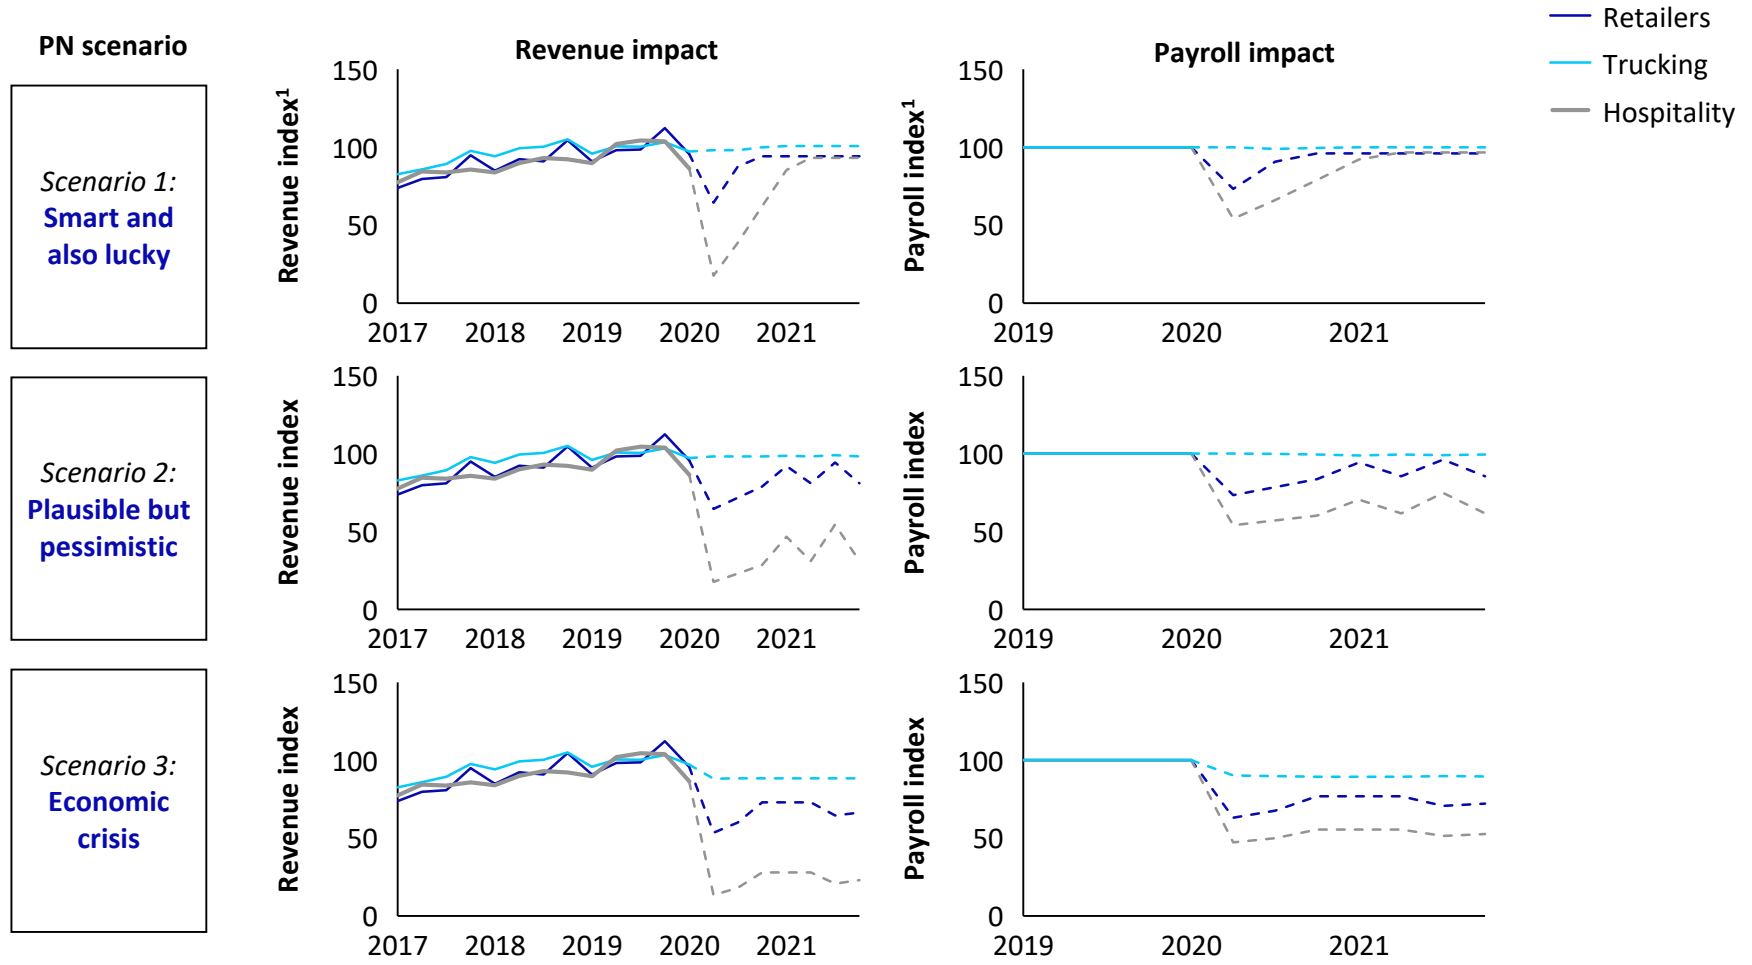 PN scenario
Revenue impact
Payroll impact
Retailers
Trucking
Hospitality
Scenario 1:
Smart and
also lucky
Revenue index¹
150
100
50
0
2017
2018
2019
2020
2021
Payroll index¹
150
100
50
0
2019
2020
2021
Scenario 2:
Plausible but
pessimistic
Revenue index
150
100
50
0
2017
2018
2019
2020
2021
Payroll index
150
100
50
0
2019
2020
2021
Scenario 3:
Economic
crisis
Revenue index
150
100
50
0
2017
2018
2019
2020
2021
Payroll index
150
100
50
0
2019
2020
2021